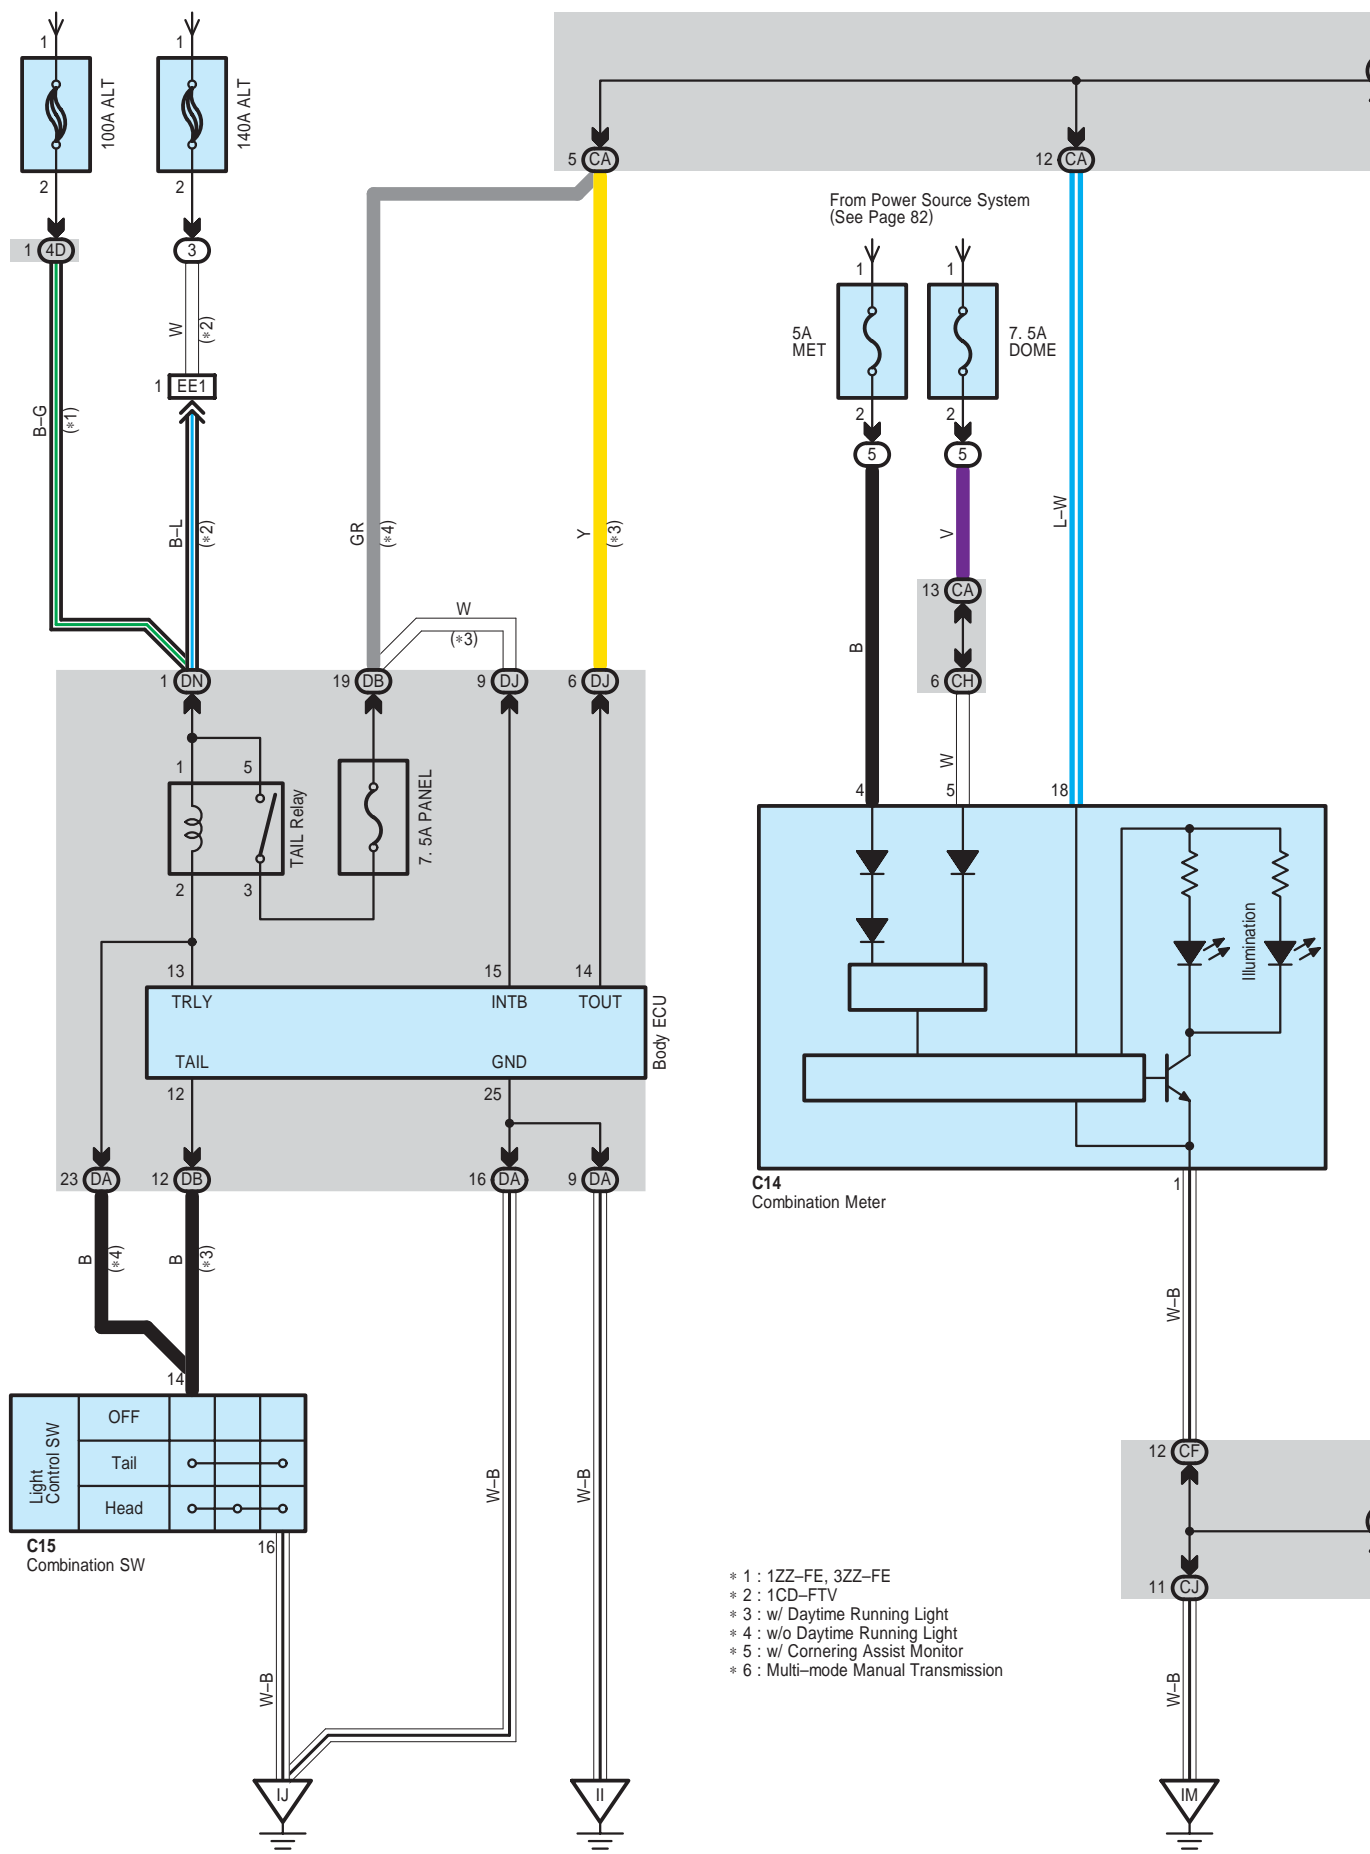 1
1
100A ALT
140A ALT
2
2
1 4D
3
5 CA
12 CA
From Power Source System
(See Page 82)
1
1
5A
MET
7. 5A
DOME
2
2
5
5
W
(*2)
1 EE1
B–G
(*1)
B–L
(*2)
GR
(*4)
Y
(*3)
L–W
V
B
13 CA
6 CH
W
W
(*3)
1 DN
19 DB
9 DJ
6 DJ
1
5
TAIL Relay
7. 5A PANEL
2
3
4
5
18
Illumination
13
15
14
TRLY
INTB
TOUT
Body ECU
TAIL
GND
12
25
23 DA
12 DB
16 DA
9 DA
C14
Combination Meter
1
B
(*4)
B
(*3)
W–B
14
Light
Control SW
OFF
Tail
Head
C15
Combination SW
16
W–B
W–B
12 CF
11 CJ
* 1 : 1ZZ–FE, 3ZZ–FE
* 2 : 1CD–FTV
* 3 : w/ Daytime Running Light
* 4 : w/o Daytime Running Light
* 5 : w/ Cornering Assist Monitor
* 6 : Multi–mode Manual Transmission
W–B
W–B
IJ
II
IM